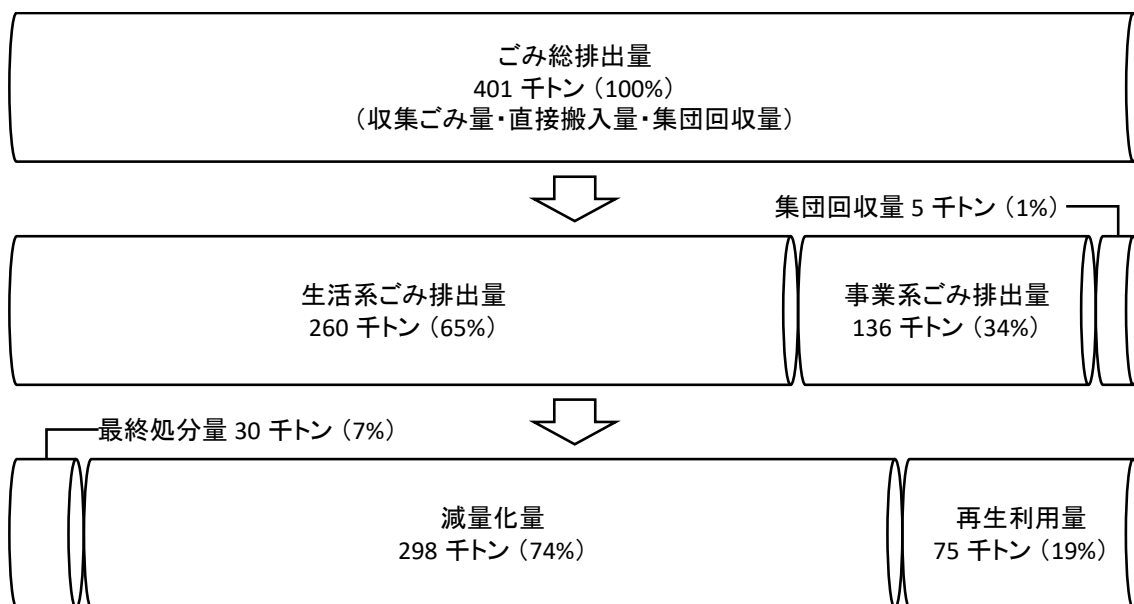 ごみ総排出量
401 千トン（100%）
（収集ごみ量・直接搬入量・集団回収量）
集団回収量 5 千トン（1%）
生活系ごみ排出量
260 千トン（65%）
事業系ごみ排出量
136 千トン（34%）
最終処分量 30 千トン（7%）
減量化量
298 千トン（74%）
再生利用量
75 千トン（19%）